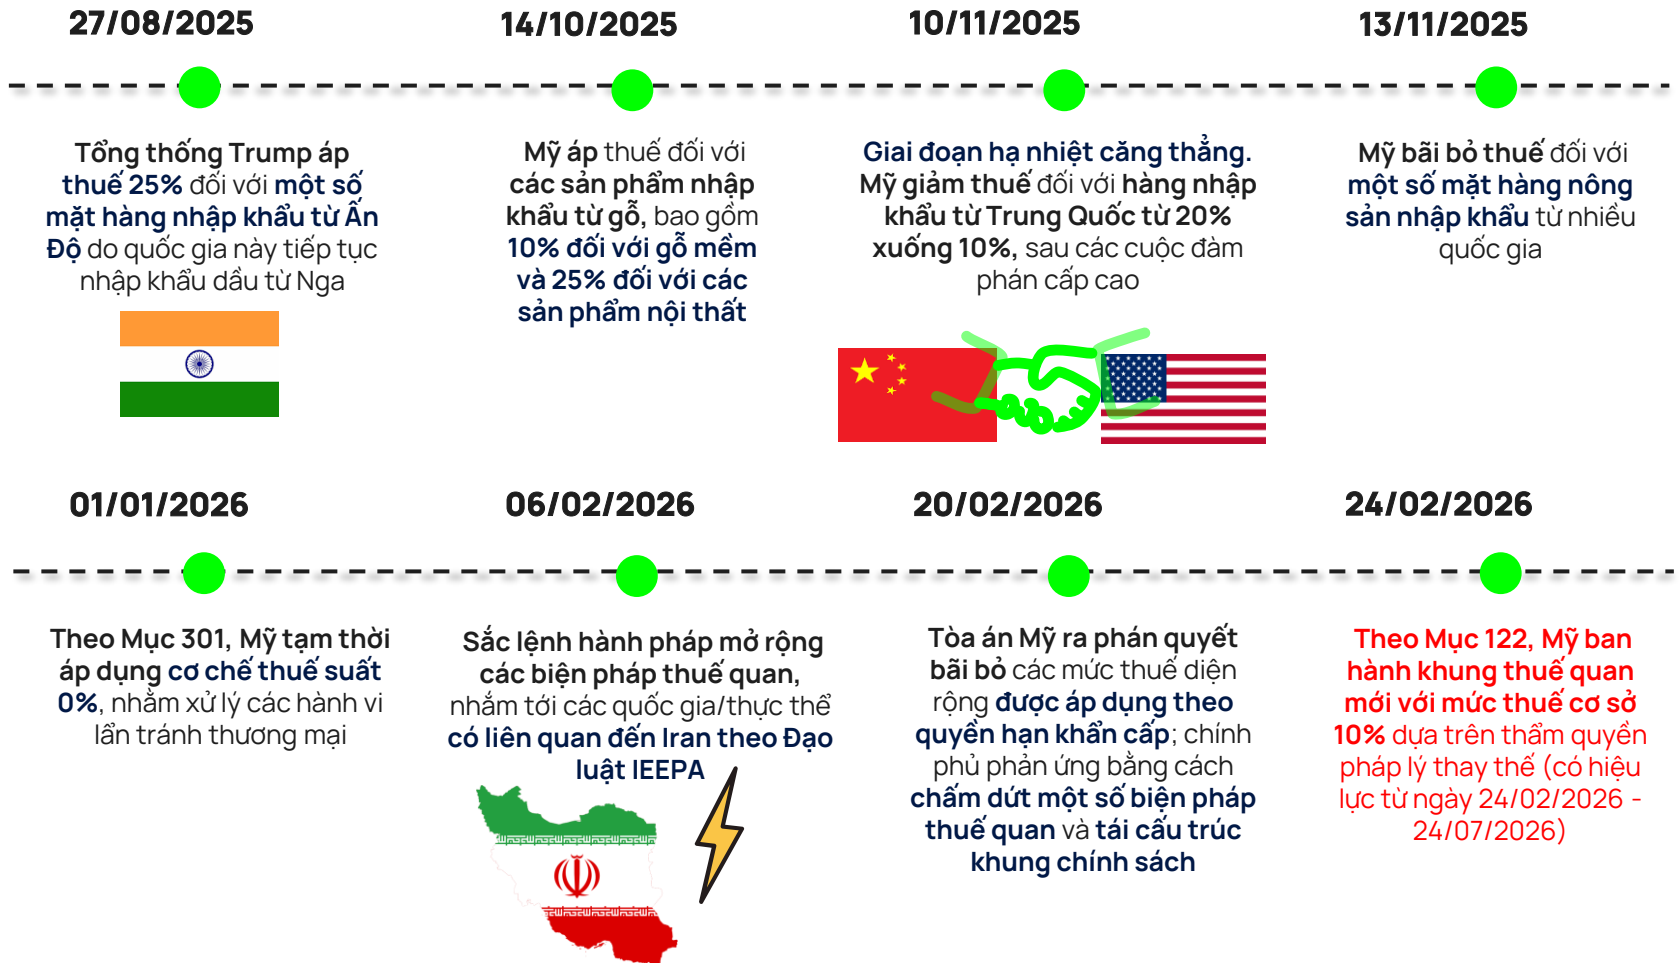 27/08/2025
14/10/2025
10/11/2025
13/11/2025
Tổng thống Trump áp
thuế 25% đối với một số
mặt hàng nhập khẩu từ Ấn
Độ do quốc gia này tiếp tục
nhập khẩu dầu từ Nga
Mỹ áp thuế đối với
các sản phẩm nhập
khẩu từ gỗ, bao gồm
10% đối với gỗ mềm
và 25% đối với các
sản phẩm nội thất
Giai đoạn hạ nhiệt căng thẳng.
Mỹ giảm thuế đối với hàng nhập
khẩu từ Trung Quốc từ 20%
xuống 10%, sau các cuộc đàm
phán cấp cao
Mỹ bãi bỏ thuế đối với
một số mặt hàng nông
sản nhập khẩu từ nhiều
quốc gia
01/01/2026
06/02/2026
20/02/2026
24/02/2026
Theo Mục 301, Mỹ tạm thời
áp dụng cơ chế thuế suất
0%, nhằm xử lý các hành vi
lẩn tránh thương mại
Sắc lệnh hành pháp mở rộng
các biện pháp thuế quan,
nhắm tới các quốc gia/thực thể
có liên quan đến Iran theo Đạo
luật IEEPA
Tòa án Mỹ ra phán quyết
bãi bỏ các mức thuế diện
rộng được áp dụng theo
quyền hạn khẩn cấp; chính
phủ phản ứng bằng cách
chấm dứt một số biện pháp
thuế quan và tái cấu trúc
khung chính sách
Theo Mục 122, Mỹ ban
hành khung thuế quan
mới với mức thuế cơ sở
10% dựa trên thẩm quyền
pháp lý thay thế (có hiệu
lực từ ngày 24/02/2026 -
24/07/2026)